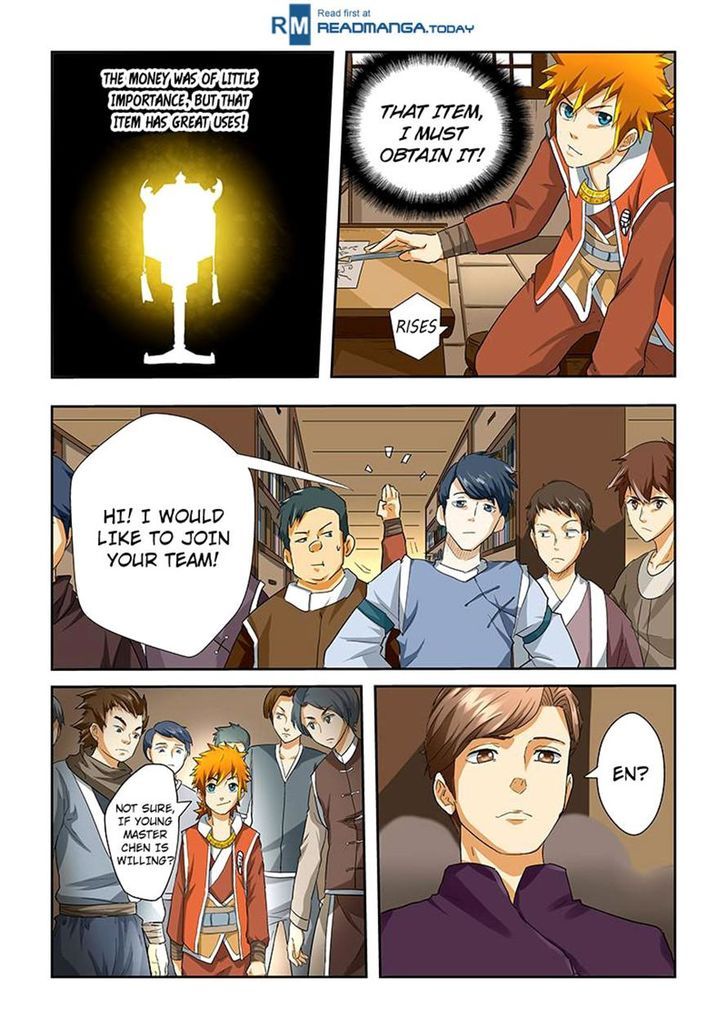 RM
Read first at
READMANGA.TODAY
THE MONEY WAS OF LITTLE
IMPORTANCE, BUT THAT
ITEM HAS GREAT USES!
THAT ITEM,
I MUST
OBTAIN IT!
RISES
HI! I WOULD
LIKE TO JOIN
YOUR TEAM!
NOT SURE,
IF YOUNG
MASTER
CHEN IS
WILLING?
EN?